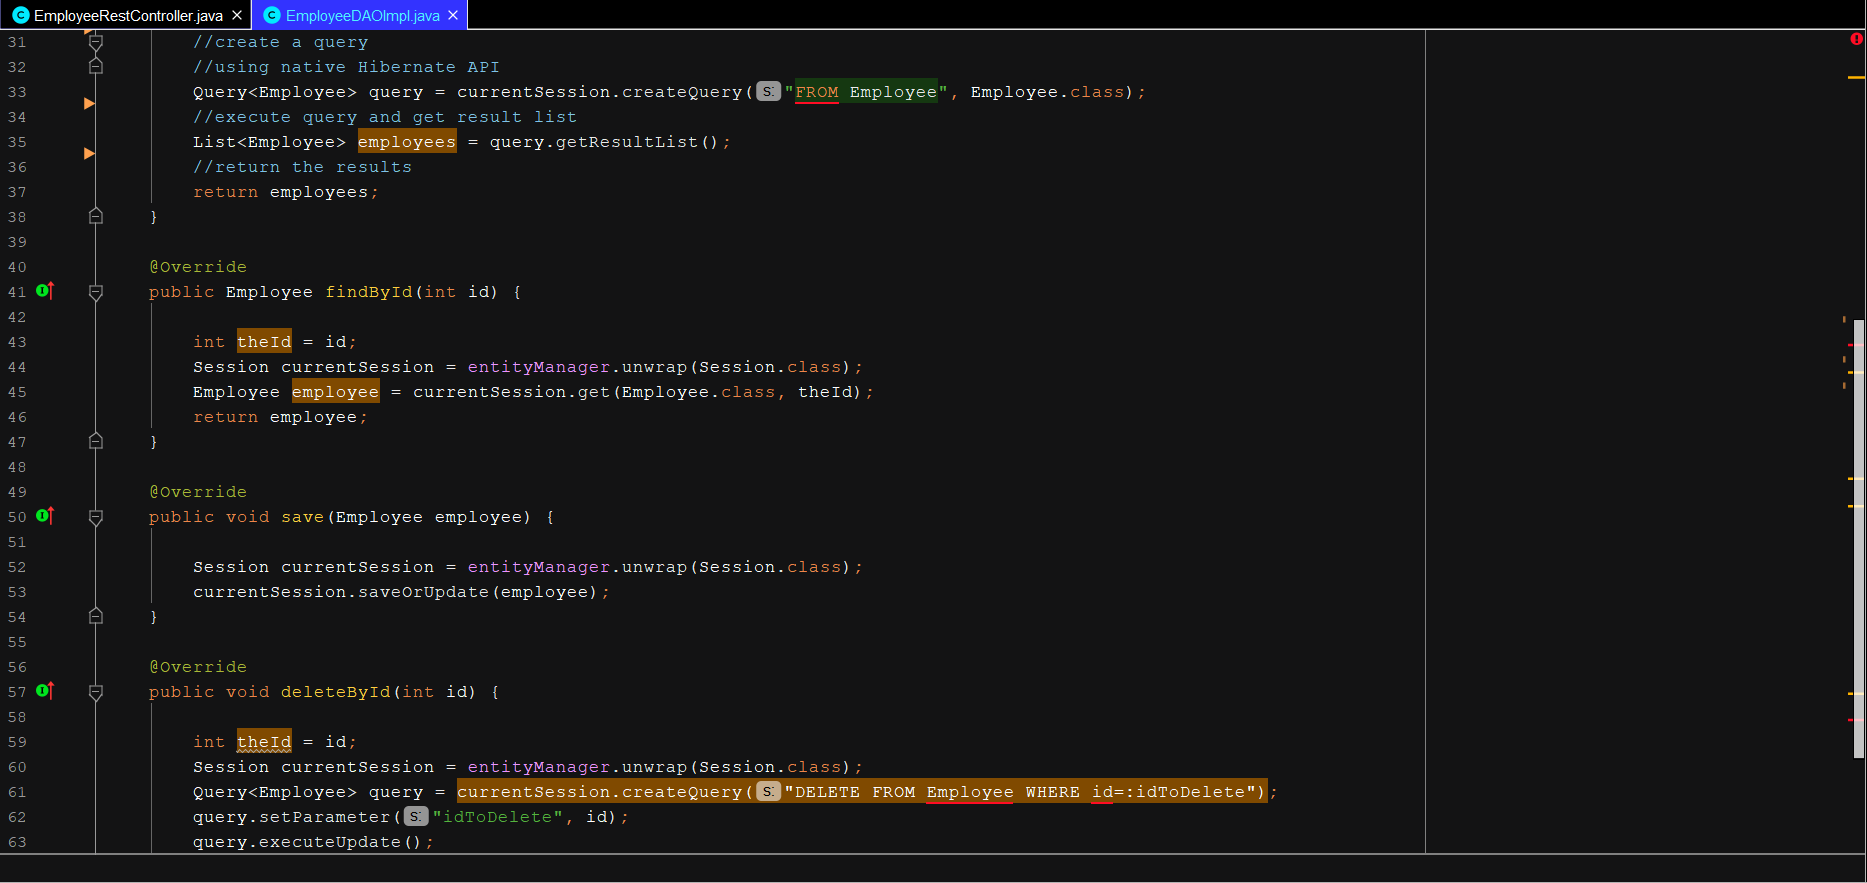 EmployeeRestController.java × EmployeeDAOImpl.java ×
31 //create a query
32 //using native Hibernate API
33 Query<Employee> query = currentSession.createQuery( s: "FROM Employee", Employee.class);
34 //execute query and get result list
35 List<Employee> employees = query.getResultList();
36 //return the results
37 return employees;
38 }
39
40 @Override
41 public Employee findById(int id) {
42
43 int theId = id;
44 Session currentSession = entityManager.unwrap(Session.class);
45 Employee employee = currentSession.get(Employee.class, theId);
46 return employee;
47 }
48
49 @Override
50 public void save(Employee employee) {
51
52 Session currentSession = entityManager.unwrap(Session.class);
53 currentSession.saveOrUpdate(employee);
54 }
55
56 @Override
57 public void deleteById(int id) {
58
59 int theId = id;
60 Session currentSession = entityManager.unwrap(Session.class);
61 Query<Employee> query = currentSession.createQuery( s: "DELETE FROM Employee WHERE id=:idToDelete");
62 query.setParameter( s: "idToDelete", id);
63 query.executeUpdate();